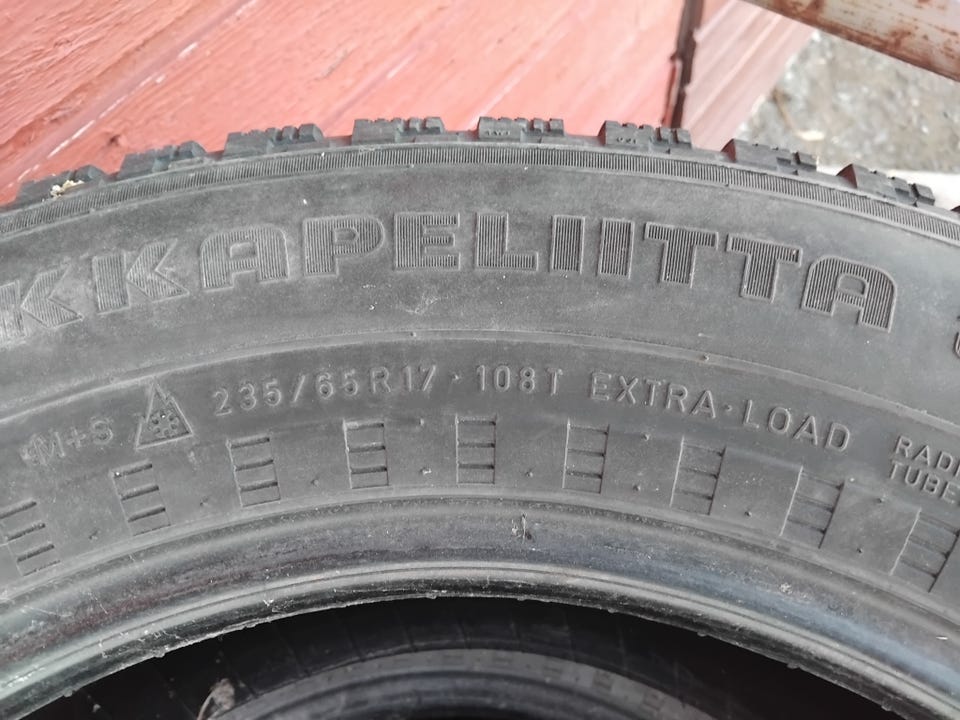 KKAPELIITTA
M+S 235/65R17 · 108T EXTRA·LOAD
RADI
TUBE